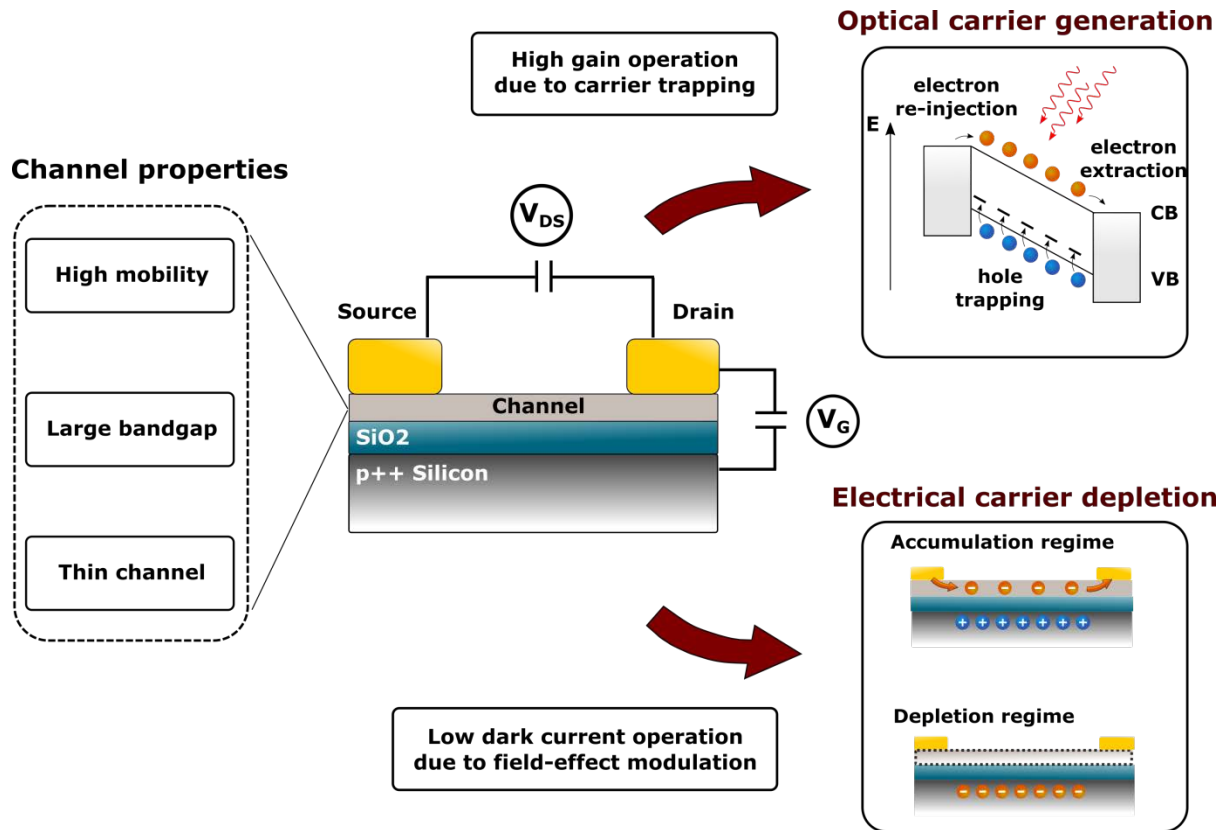 High gain operation
due to carrier trapping
Optical carrier generation
electron
re-injection
E
electron
extraction
CB
hole
trapping
VB
Channel properties
High mobility
Large bandgap
Thin channel
V_DS
Source
Drain
Channel
SiO2
p++ Silicon
V_G
Electrical carrier depletion
Accumulation regime
- - - -
+ + + + + + +
Depletion regime
- - - - - - -
Low dark current operation
due to field-effect modulation